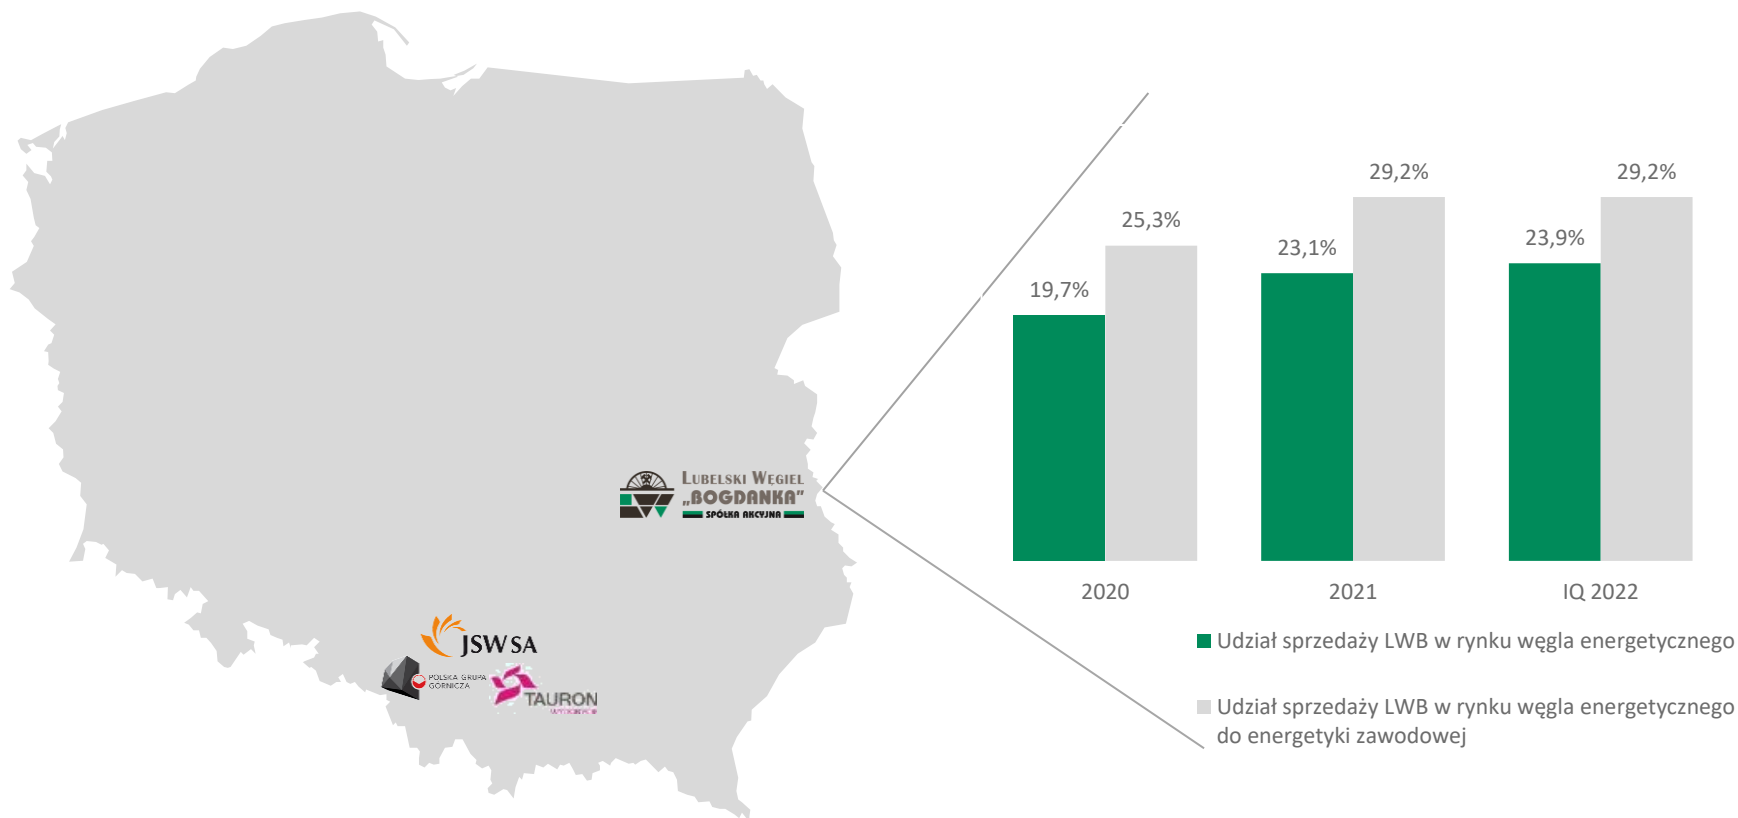 LUBELSKI WĘGIEL
„BOGDANKA”
SPÓŁKA AKCYJNA
JSW SA
POLSKA GRUPA
GÓRNICZA
TAURON
WYDOBYCIE
29,2%
29,2%
25,3%
23,1%
23,9%
19,7%
2020
2021
IQ 2022
Udział sprzedaży LWB w rynku węgla energetycznego
Udział sprzedaży LWB w rynku węgla energetycznego
do energetyki zawodowej